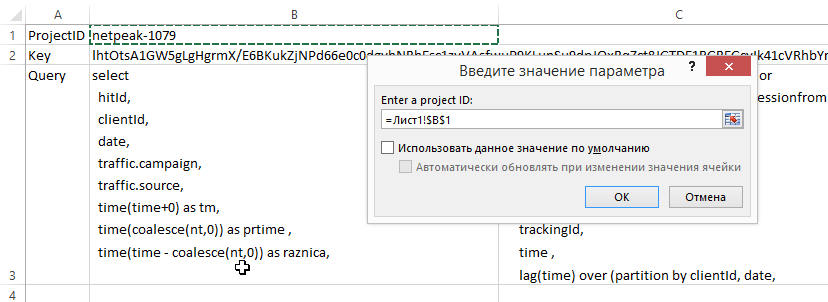 A B C
1 ProjectID netpeak-1079
2 Key
3 Query select
hitId,
clientId,
date,
traffic.campaign,
traffic.source,
time(time+0) as tm,
time(coalesce(nt,0)) as prtime ,
time(time - coalesce(nt,0)) as raznica,
or
trackingId,
time ,
lag(time) over (partition by clientId, date,
4
Введите значение параметра
Enter a project ID:
=Лист1!$B$1
Использовать данное значение по умолчанию
Автоматически обновлять при изменении значения ячейки
OK Отмена